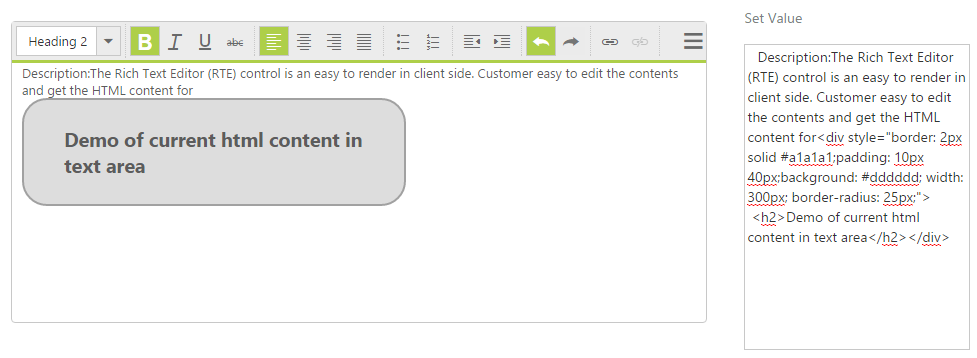 Heading 2 B I U abc
Description:The Rich Text Editor (RTE) control is an easy to render in client side. Customer easy to edit the contents
and get the HTML content for
Demo of current html content in
text area
Set Value
Description:The Rich Text Editor
(RTE) control is an easy to render in
client side. Customer easy to edit
the contents and get the HTML
content for<div style="border: 2px
solid #a1a1a1;padding: 10px
40px;background: #dddddd; width:
300px; border-radius: 25px;">
<h2>Demo of current html
content in text area</h2></div>